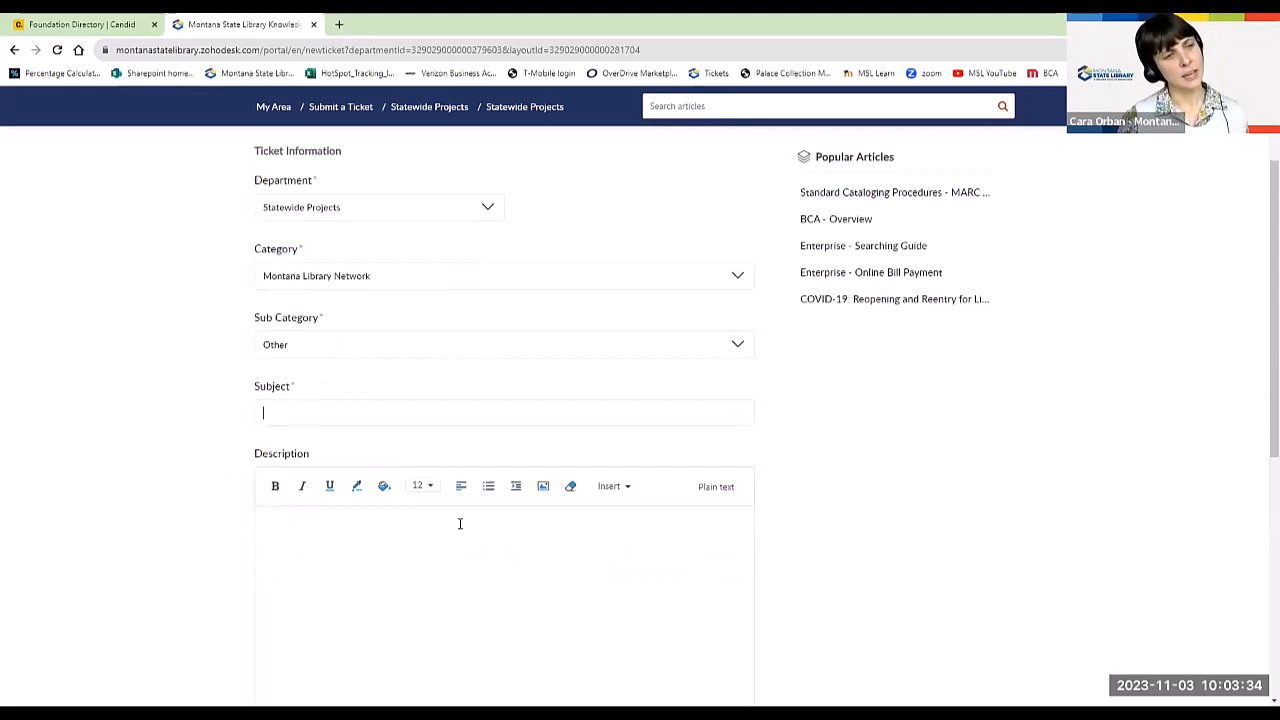 Foundation Directory | Candid
Montana State Library Knowled
montanastatelibrary.zohodesk.com/portal/en/newticket?departmentId=329029000000279603&layoutId=329029000000281704
Percentage Calculat...
Sharepoint home...
Montana State Libr...
HotSpot_Tracking_I...
Verizon Business Ac...
T-Mobile login
OverDrive Marketpl...
Tickets
Palace Collection M...
MSL Learn
zoom
MSL YouTube
BCA
MONTANA
STATE LIBRARY
Cara Orban - Montan...
My Area / Submit a Ticket / Statewide Projects / Statewide Projects
Search articles
Ticket Information
Department*
Statewide Projects
Category*
Montana Library Network
Sub Category*
Other
Subject*
Description
B I U 12 Insert Plain text
Popular Articles
Standard Cataloging Procedures - MARC ...
BCA - Overview
Enterprise - Searching Guide
Enterprise - Online Bill Payment
COVID-19: Reopening and Reentry for Li...
2023-11-03 10:03:34